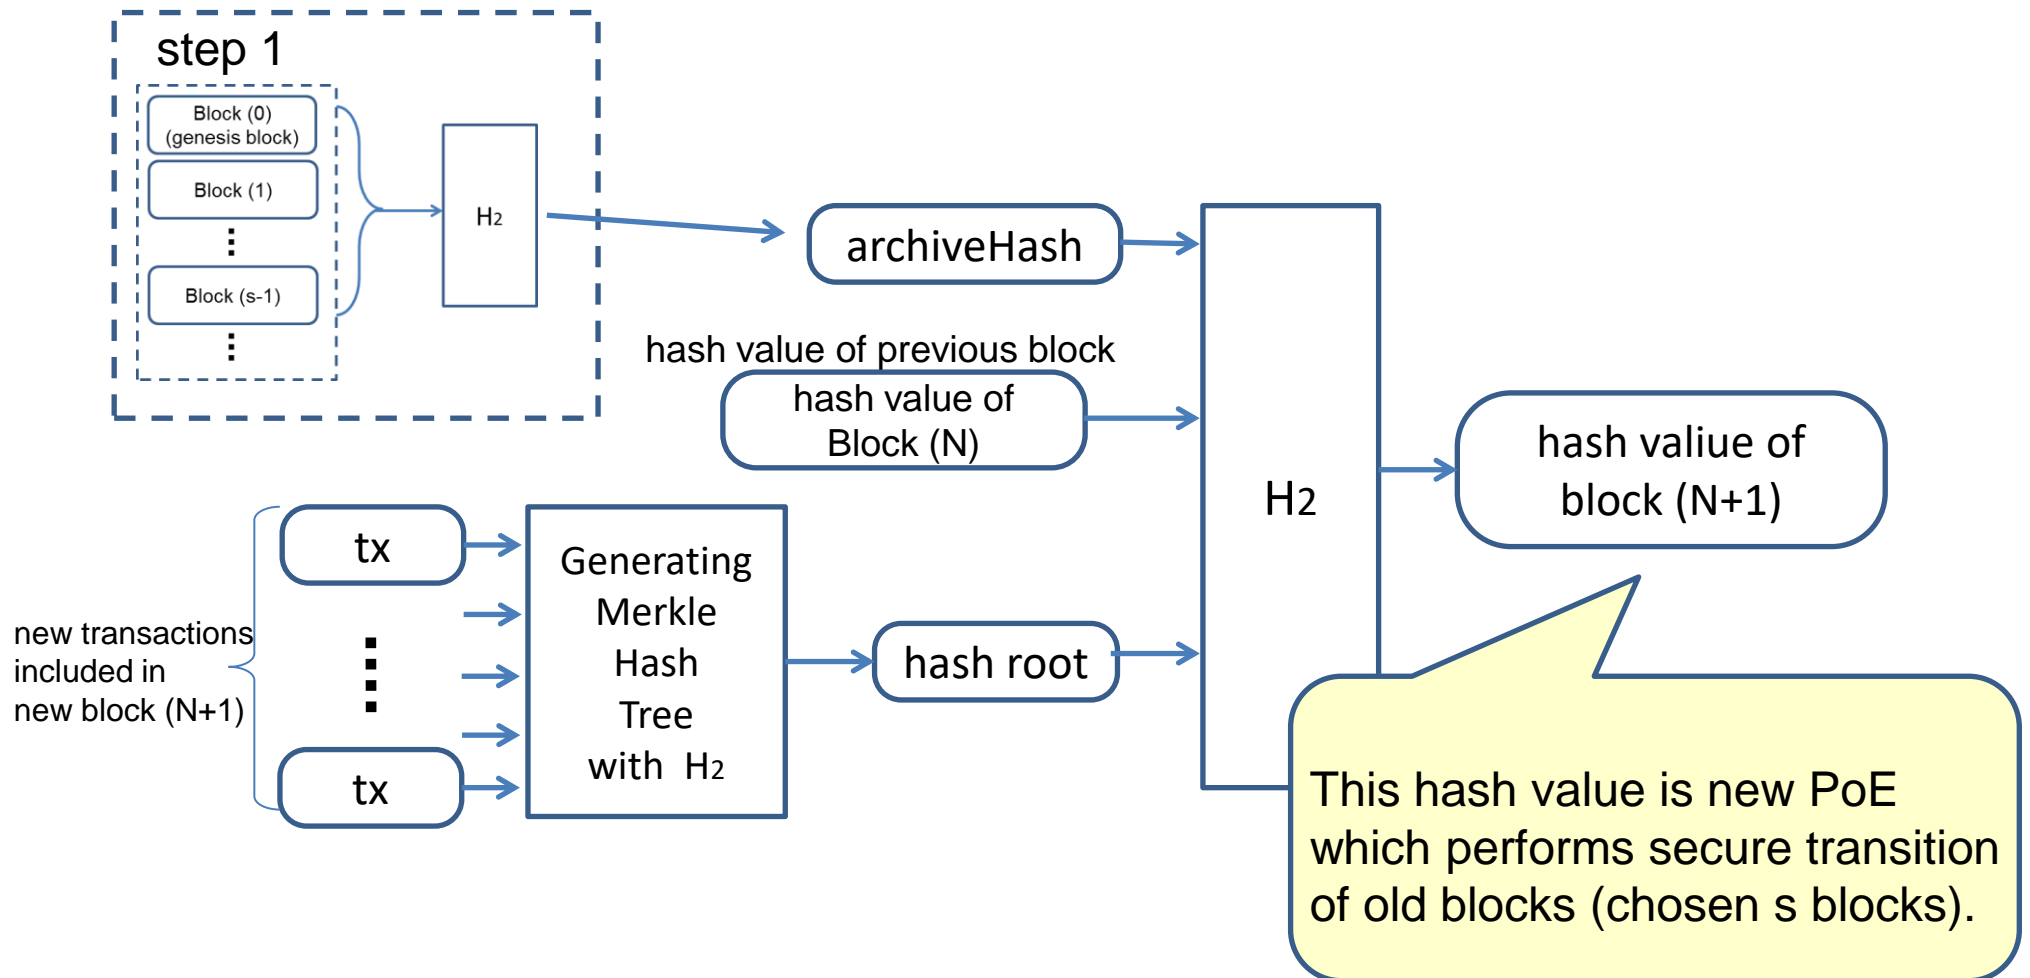 step 1
Block (0)
(genesis block)
Block (1)
Block (s-1)
H2
archiveHash
hash value of previous block
hash value of
Block (N)
H2
hash valiue of
block (N+1)
new transactions
included in
new block (N+1)
tx
tx
Generating
Merkle
Hash
Tree
with H2
hash root
This hash value is new PoE
which performs secure transition
of old blocks (chosen s blocks).